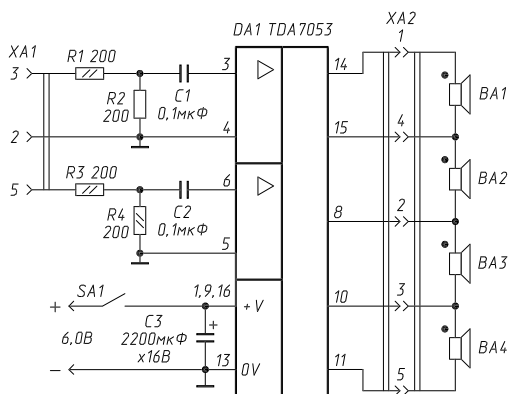 DA1 TDA7053
XA2
XA1
R1 200
3
3
14
1
R2
200
C1
0,1мкФ
BA1
2
4
15
4
R3 200
5
6
BA2
R4
200
C2
0,1мкФ
8
2
5
BA3
SA1
1,9,16
10
3
+
+V
6,0В
C3
2200мкФ
х16В
+
BA4
−
13
0V
11
5